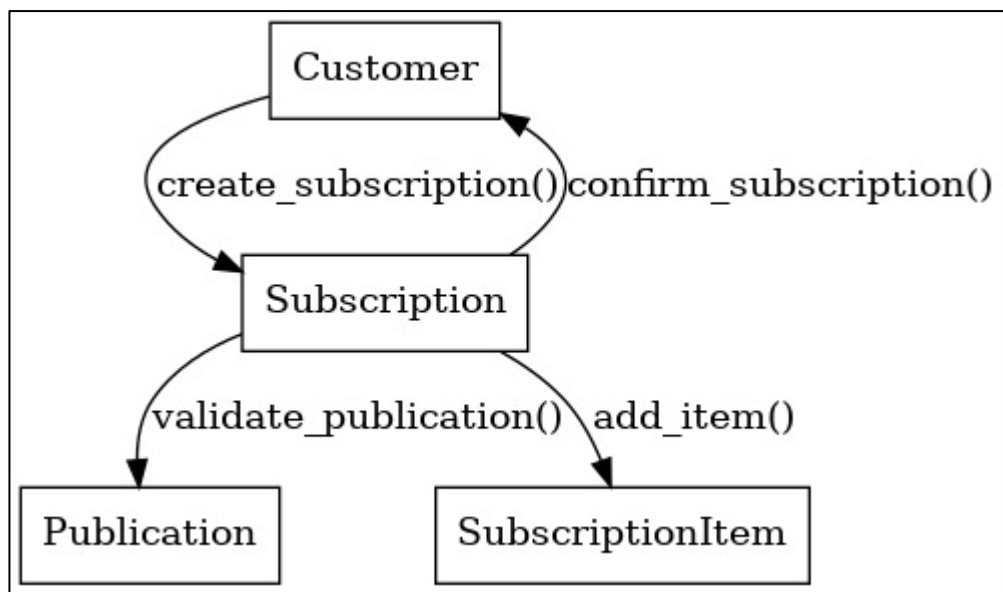 Customer
create_subscription() confirm_subscription()
Subscription
validate_publication() add_item()
Publication SubscriptionItem